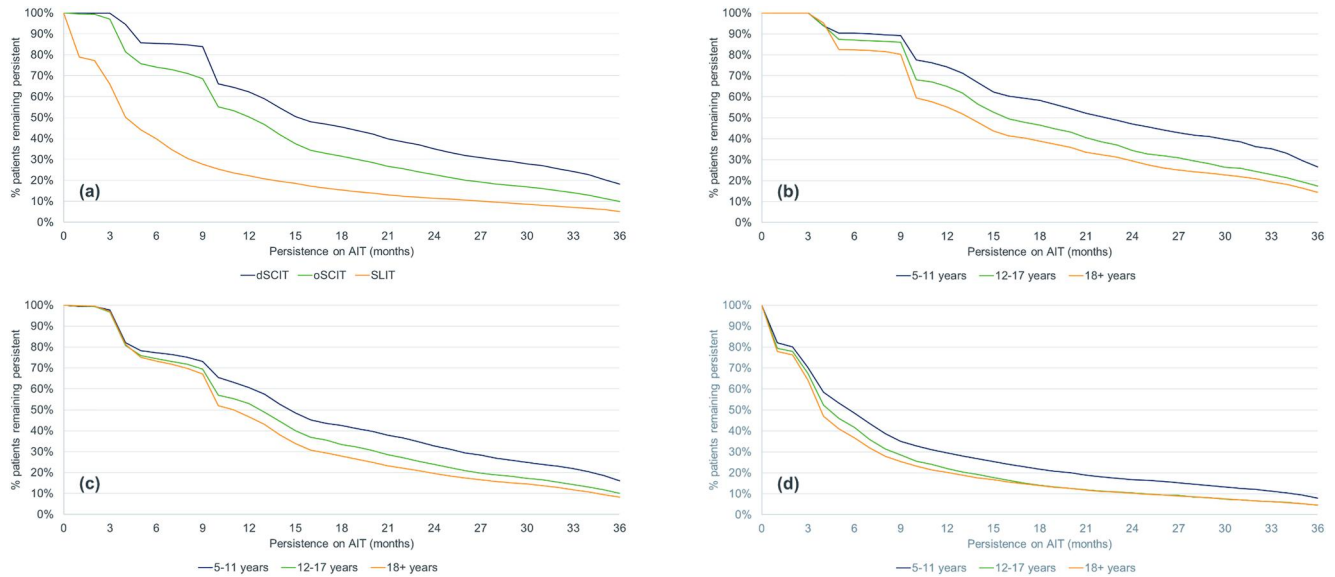 100%
90%
80%
70%
60%
50%
40%
30%
20%
10%
0%
% patients remaining persistent
(a)
0 3 6 9 12 15 18 21 24 27 30 33 36
Persistence on AIT (months)
dSCIT oSCIT SLIT
100%
90%
80%
70%
60%
50%
40%
30%
20%
10%
0%
% patient remaining persistent
(b)
0 3 6 9 12 15 18 21 24 27 30 33 36
Persistence on AIT (months)
5-11 years 12-17 years 18+ years
100%
90%
80%
70%
60%
50%
40%
30%
20%
10%
0%
% patients remaining persistent
(c)
0 3 6 9 12 15 18 21 24 27 30 33 36
Persistence on AIT (months)
5-11 years 12-17 years 18+ years
100%
90%
80%
70%
60%
50%
40%
30%
20%
10%
0%
% patients remaining persistent
(d)
0 3 6 9 12 15 18 21 24 27 30 33 36
Persistence on AIT (months)
5-11 years 12-17 years 18+ years